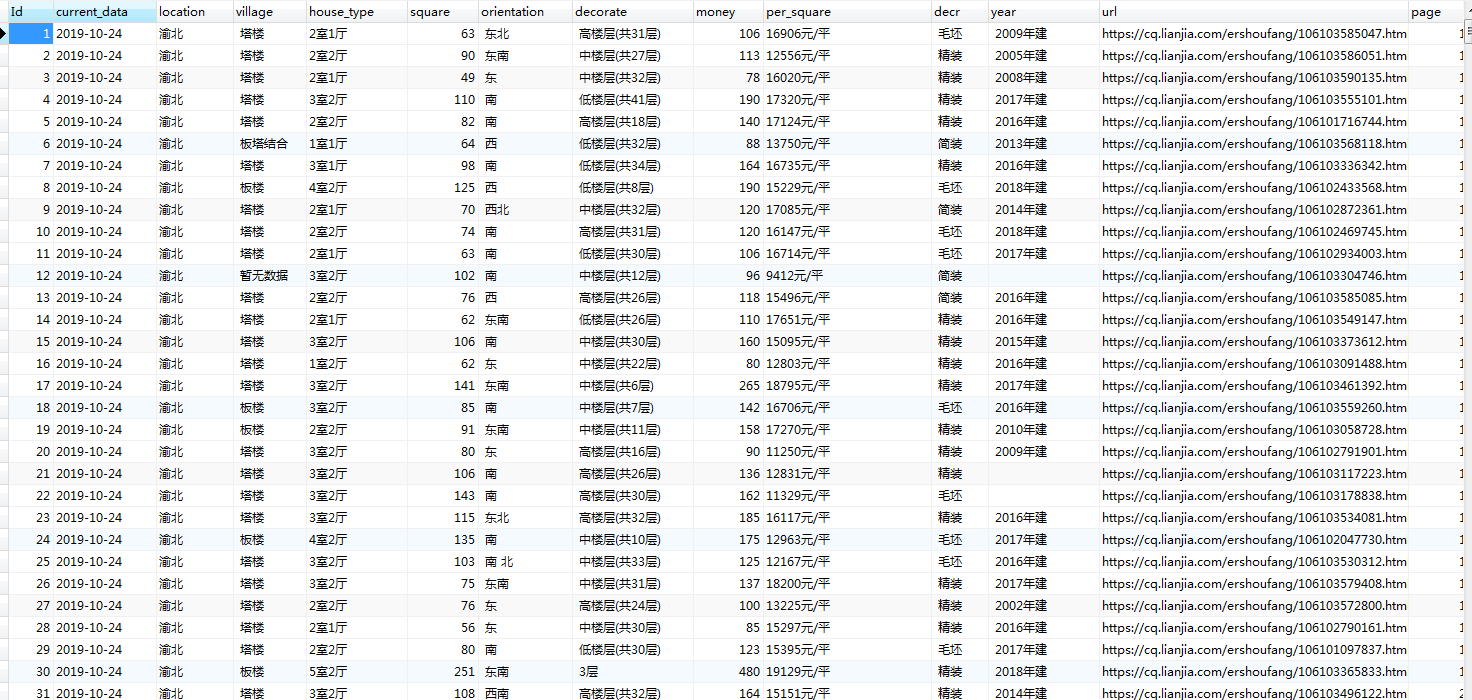 Id current_data location village house_type square orientation decorate money per_square decr year url page
1 2019-10-24 渝北 塔楼 2室1厅 63 东北 高楼层(共31层) 106 16906元/平 毛坯 2009年建 https://cq.lianjia.com/ershoufang/106103585047.htm
2 2019-10-24 渝北 塔楼 2室2厅 90 东南 中楼层(共27层) 113 12556元/平 精装 2005年建 https://cq.lianjia.com/ershoufang/106103586051.htm
3 2019-10-24 渝北 塔楼 2室1厅 49 东 中楼层(共32层) 78 16020元/平 精装 2008年建 https://cq.lianjia.com/ershoufang/106103590135.htm
4 2019-10-24 渝北 塔楼 3室2厅 110 南 低楼层(共41层) 190 17320元/平 精装 2017年建 https://cq.lianjia.com/ershoufang/106103555101.htm
5 2019-10-24 渝北 塔楼 2室2厅 82 南 高楼层(共18层) 140 17124元/平 精装 2016年建 https://cq.lianjia.com/ershoufang/106101716744.htm
6 2019-10-24 渝北 板塔结合 1室1厅 64 西 低楼层(共32层) 88 13750元/平 简装 2013年建 https://cq.lianjia.com/ershoufang/106103568118.htm
7 2019-10-24 渝北 塔楼 3室1厅 98 南 低楼层(共34层) 164 16735元/平 精装 2016年建 https://cq.lianjia.com/ershoufang/106103336342.htm
8 2019-10-24 渝北 板楼 4室2厅 125 西 低楼层(共8层) 190 15229元/平 毛坯 2018年建 https://cq.lianjia.com/ershoufang/106102433568.htm
9 2019-10-24 渝北 塔楼 2室1厅 70 西北 中楼层(共32层) 120 17085元/平 简装 2014年建 https://cq.lianjia.com/ershoufang/106102872361.htm
10 2019-10-24 渝北 塔楼 2室2厅 74 南 高楼层(共31层) 120 16147元/平 毛坯 2018年建 https://cq.lianjia.com/ershoufang/106102469745.htm
11 2019-10-24 渝北 塔楼 2室1厅 63 南 低楼层(共30层) 106 16714元/平 毛坯 2017年建 https://cq.lianjia.com/ershoufang/106102934003.htm
12 2019-10-24 渝北 暂无数据 3室2厅 102 南 中楼层(共12层) 96 9412元/平 简装 https://cq.lianjia.com/ershoufang/106103304746.htm
13 2019-10-24 渝北 塔楼 2室2厅 76 西 高楼层(共26层) 118 15496元/平 简装 2016年建 https://cq.lianjia.com/ershoufang/106103585085.htm
14 2019-10-24 渝北 塔楼 2室1厅 62 东南 低楼层(共26层) 110 17651元/平 精装 2016年建 https://cq.lianjia.com/ershoufang/106103549147.htm
15 2019-10-24 渝北 塔楼 3室2厅 106 南 中楼层(共30层) 160 15095元/平 精装 2015年建 https://cq.lianjia.com/ershoufang/106103373612.htm
16 2019-10-24 渝北 塔楼 1室2厅 62 东 中楼层(共22层) 80 12803元/平 精装 2016年建 https://cq.lianjia.com/ershoufang/106103091488.htm
17 2019-10-24 渝北 塔楼 3室2厅 141 东南 中楼层(共6层) 265 18795元/平 精装 2017年建 https://cq.lianjia.com/ershoufang/106103461392.htm
18 2019-10-24 渝北 板楼 3室2厅 85 南 中楼层(共7层) 142 16706元/平 毛坯 2016年建 https://cq.lianjia.com/ershoufang/106103559260.htm
19 2019-10-24 渝北 板楼 2室2厅 91 东南 中楼层(共11层) 158 17270元/平 精装 2010年建 https://cq.lianjia.com/ershoufang/106103058728.htm
20 2019-10-24 渝北 塔楼 3室2厅 80 东 高楼层(共16层) 90 11250元/平 精装 2009年建 https://cq.lianjia.com/ershoufang/106102791901.htm
21 2019-10-24 渝北 塔楼 3室2厅 106 南 高楼层(共26层) 136 12831元/平 精装 https://cq.lianjia.com/ershoufang/106103117223.htm
22 2019-10-24 渝北 塔楼 3室2厅 143 南 高楼层(共30层) 162 11329元/平 毛坯 https://cq.lianjia.com/ershoufang/106103178838.htm
23 2019-10-24 渝北 塔楼 3室2厅 115 东北 高楼层(共32层) 185 16117元/平 精装 2016年建 https://cq.lianjia.com/ershoufang/106103534081.htm
24 2019-10-24 渝北 板楼 4室2厅 135 南 中楼层(共10层) 175 12963元/平 毛坯 2017年建 https://cq.lianjia.com/ershoufang/106102047730.htm
25 2019-10-24 渝北 塔楼 3室2厅 103 南 北 中楼层(共33层) 125 12167元/平 毛坯 2016年建 https://cq.lianjia.com/ershoufang/106103530312.htm
26 2019-10-24 渝北 塔楼 3室2厅 75 东南 中楼层(共31层) 137 18200元/平 精装 2017年建 https://cq.lianjia.com/ershoufang/106103579408.htm
27 2019-10-24 渝北 塔楼 2室2厅 76 东 高楼层(共24层) 100 13225元/平 精装 2002年建 https://cq.lianjia.com/ershoufang/106103572800.htm
28 2019-10-24 渝北 塔楼 2室1厅 56 东 中楼层(共30层) 85 15297元/平 精装 2016年建 https://cq.lianjia.com/ershoufang/106102790161.htm
29 2019-10-24 渝北 塔楼 2室2厅 80 南 低楼层(共30层) 123 15395元/平 毛坯 2017年建 https://cq.lianjia.com/ershoufang/106101097837.htm
30 2019-10-24 渝北 板楼 5室2厅 251 东南 3层 480 19129元/平 精装 2018年建 https://cq.lianjia.com/ershoufang/106103365833.htm
31 2019-10-24 渝北 塔楼 3室2厅 108 西南 高楼层(共32层) 164 15151元/平 精装 2014年建 https://cq.lianjia.com/ershoufang/106103496122.htm